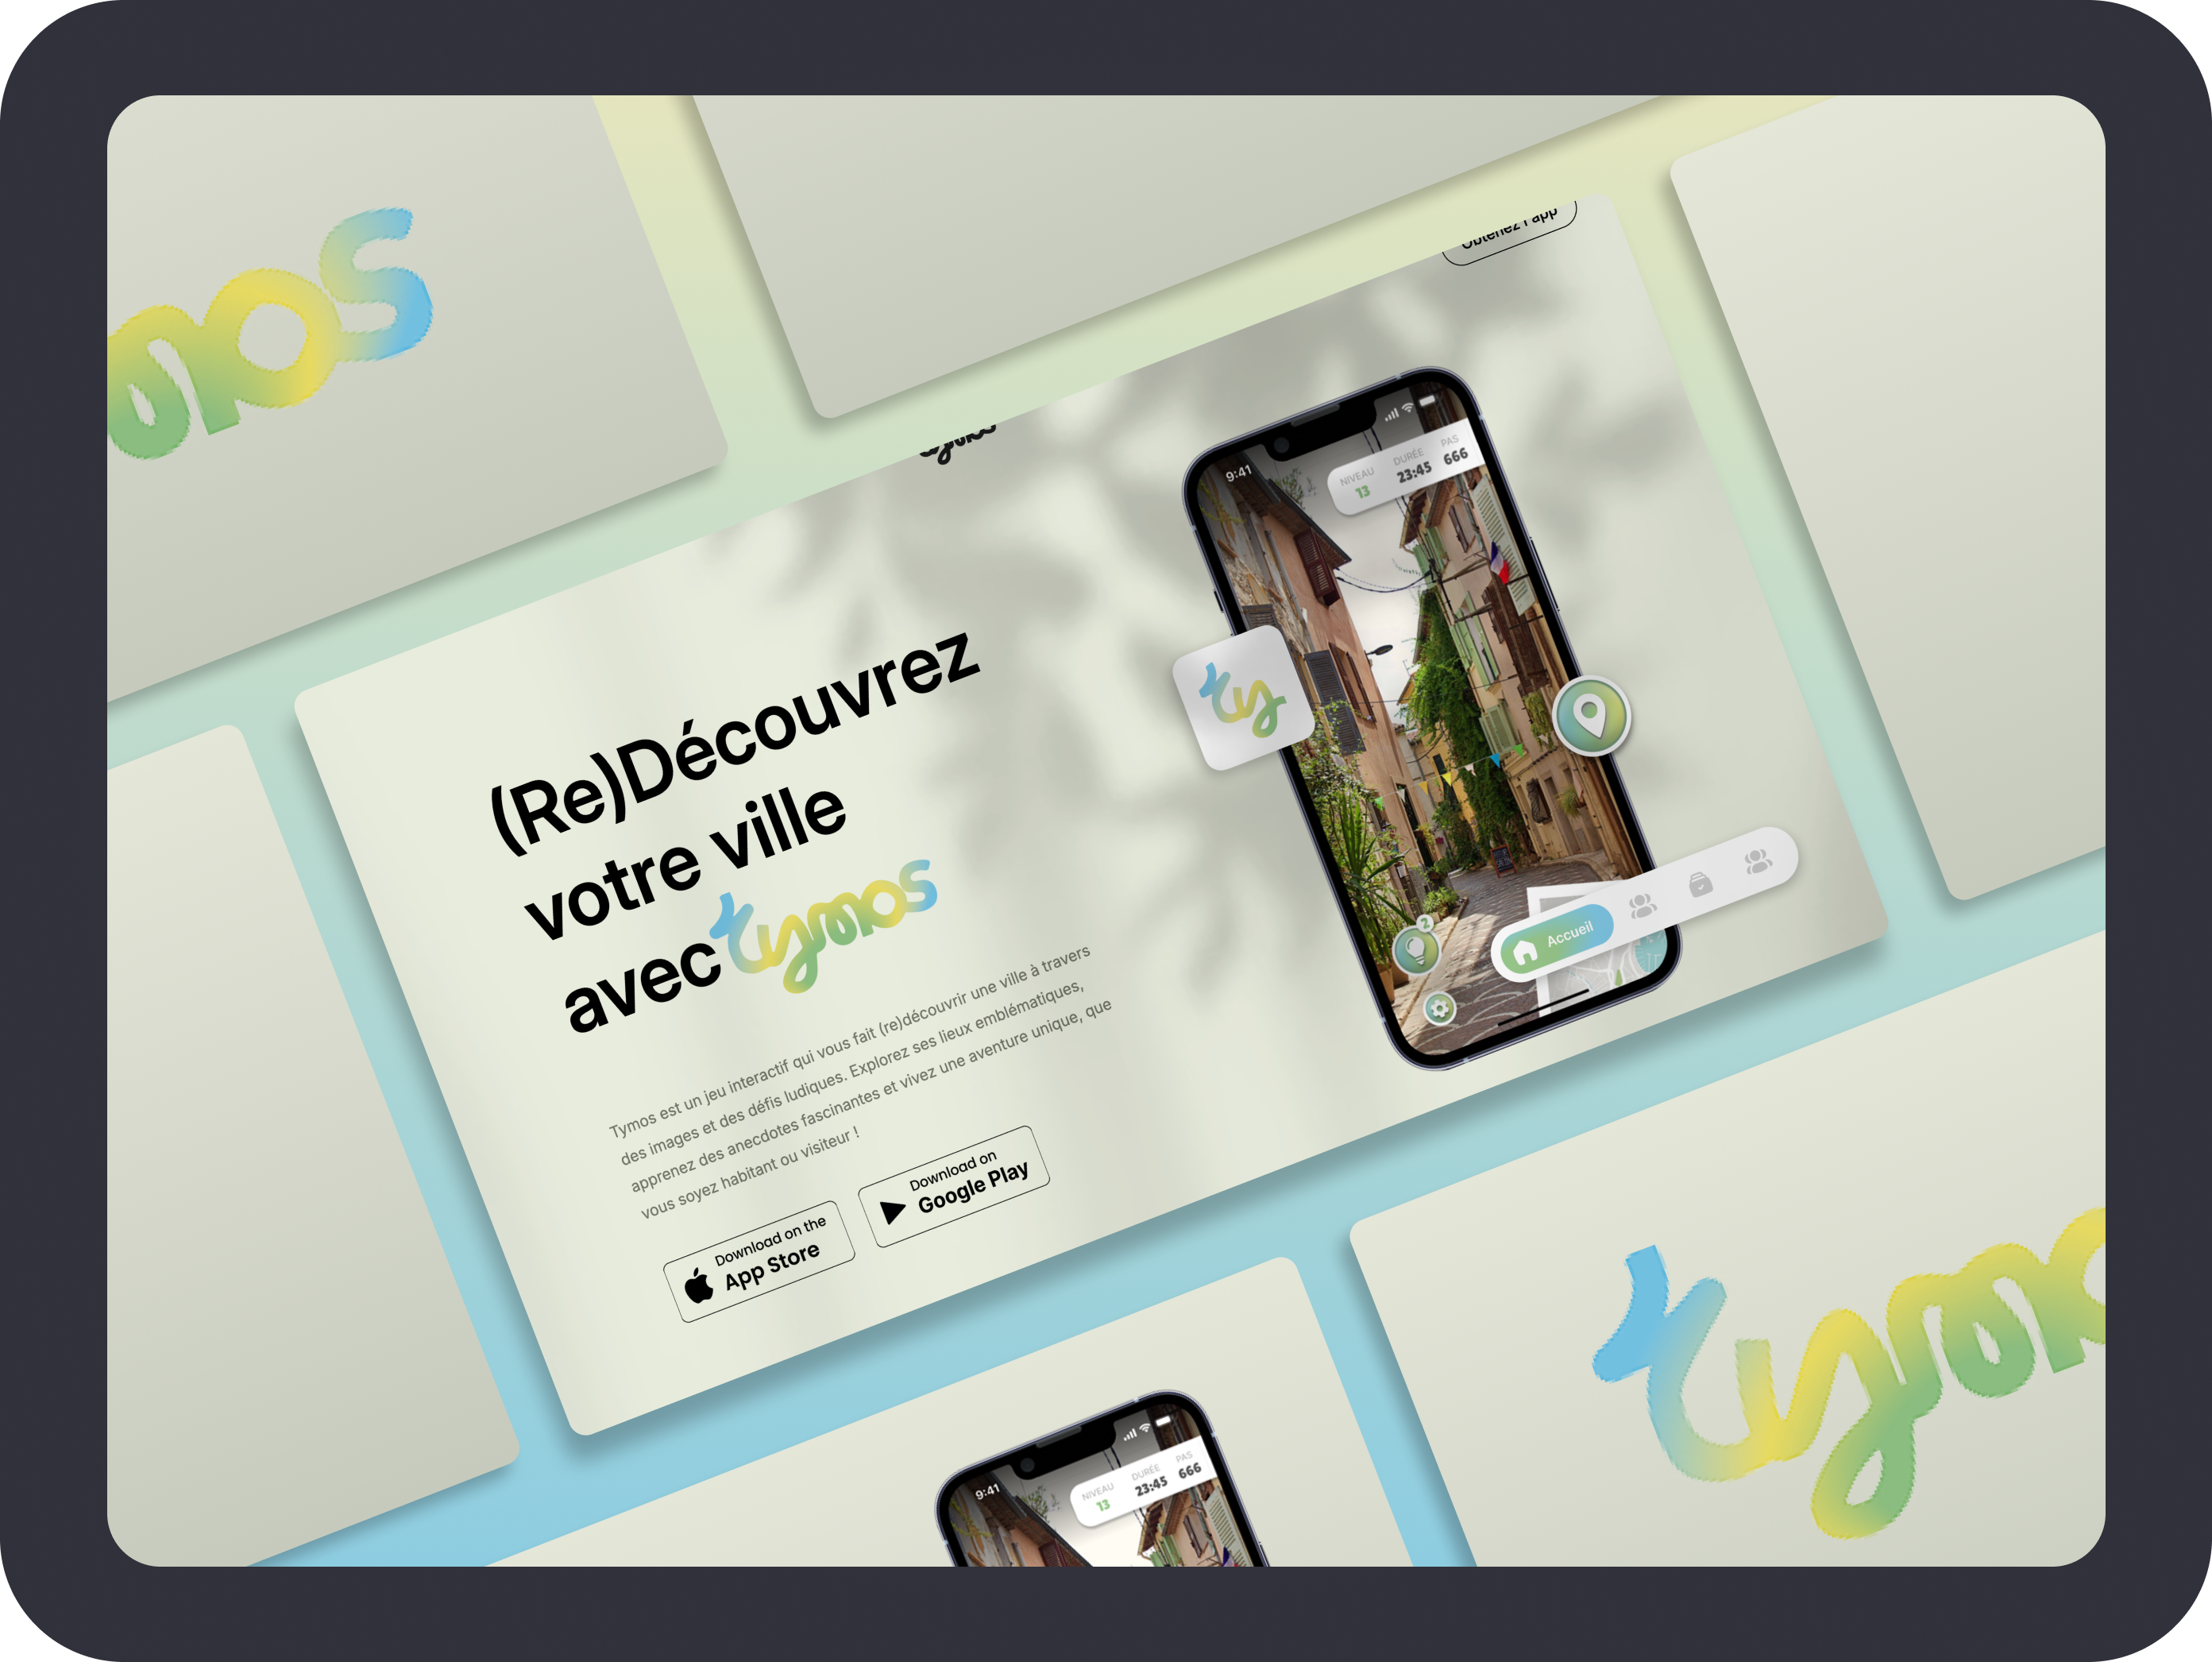 Obtenez l'app
tymos
9:41
NIVEAU DURÉE PAS
13 23:45 666
ty
(Re)Découvrez
votre ville
avec tymos
Tymos est un jeu interactif qui vous fait (re)découvrir une ville à travers
des images et des défis ludiques. Explorez ses lieux emblématiques,
apprenez des anecdotes fascinantes et vivez une aventure unique, que
vous soyez habitant ou visiteur !
Download on the
App Store
Download on
Google Play
2
Accueil
9:41
NIVEAU DURÉE PAS
13 23:45 666
mos
tymo